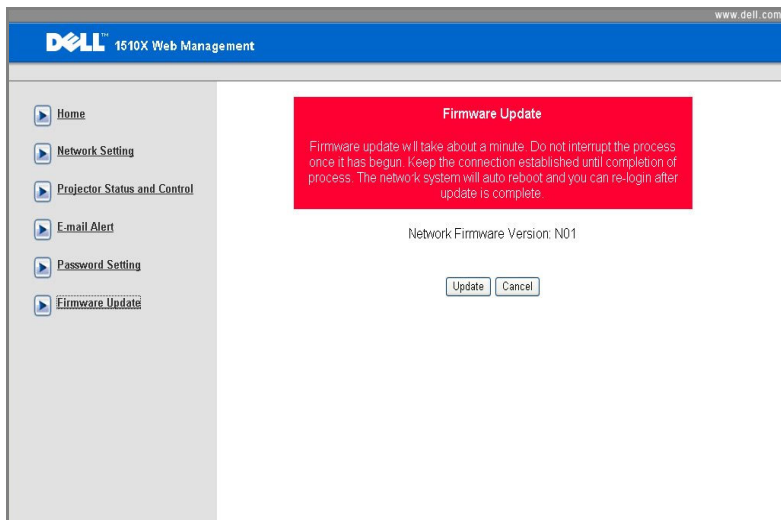 www.dell.com
DELL™ 1510X Web Management
Home
Network Setting
Projector Status and Control
E-mail Alert
Password Setting
Firmware Update
Firmware Update
Firmware update will take about a minute. Do not interrupt the process
once it has begun. Keep the connection established until completion of
process. The network system will auto reboot and you can re-login after
update is complete.
Network Firmware Version: N01
Update Cancel